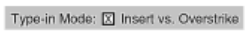 Type-in Mode: ☒ Insert vs. Overstrike